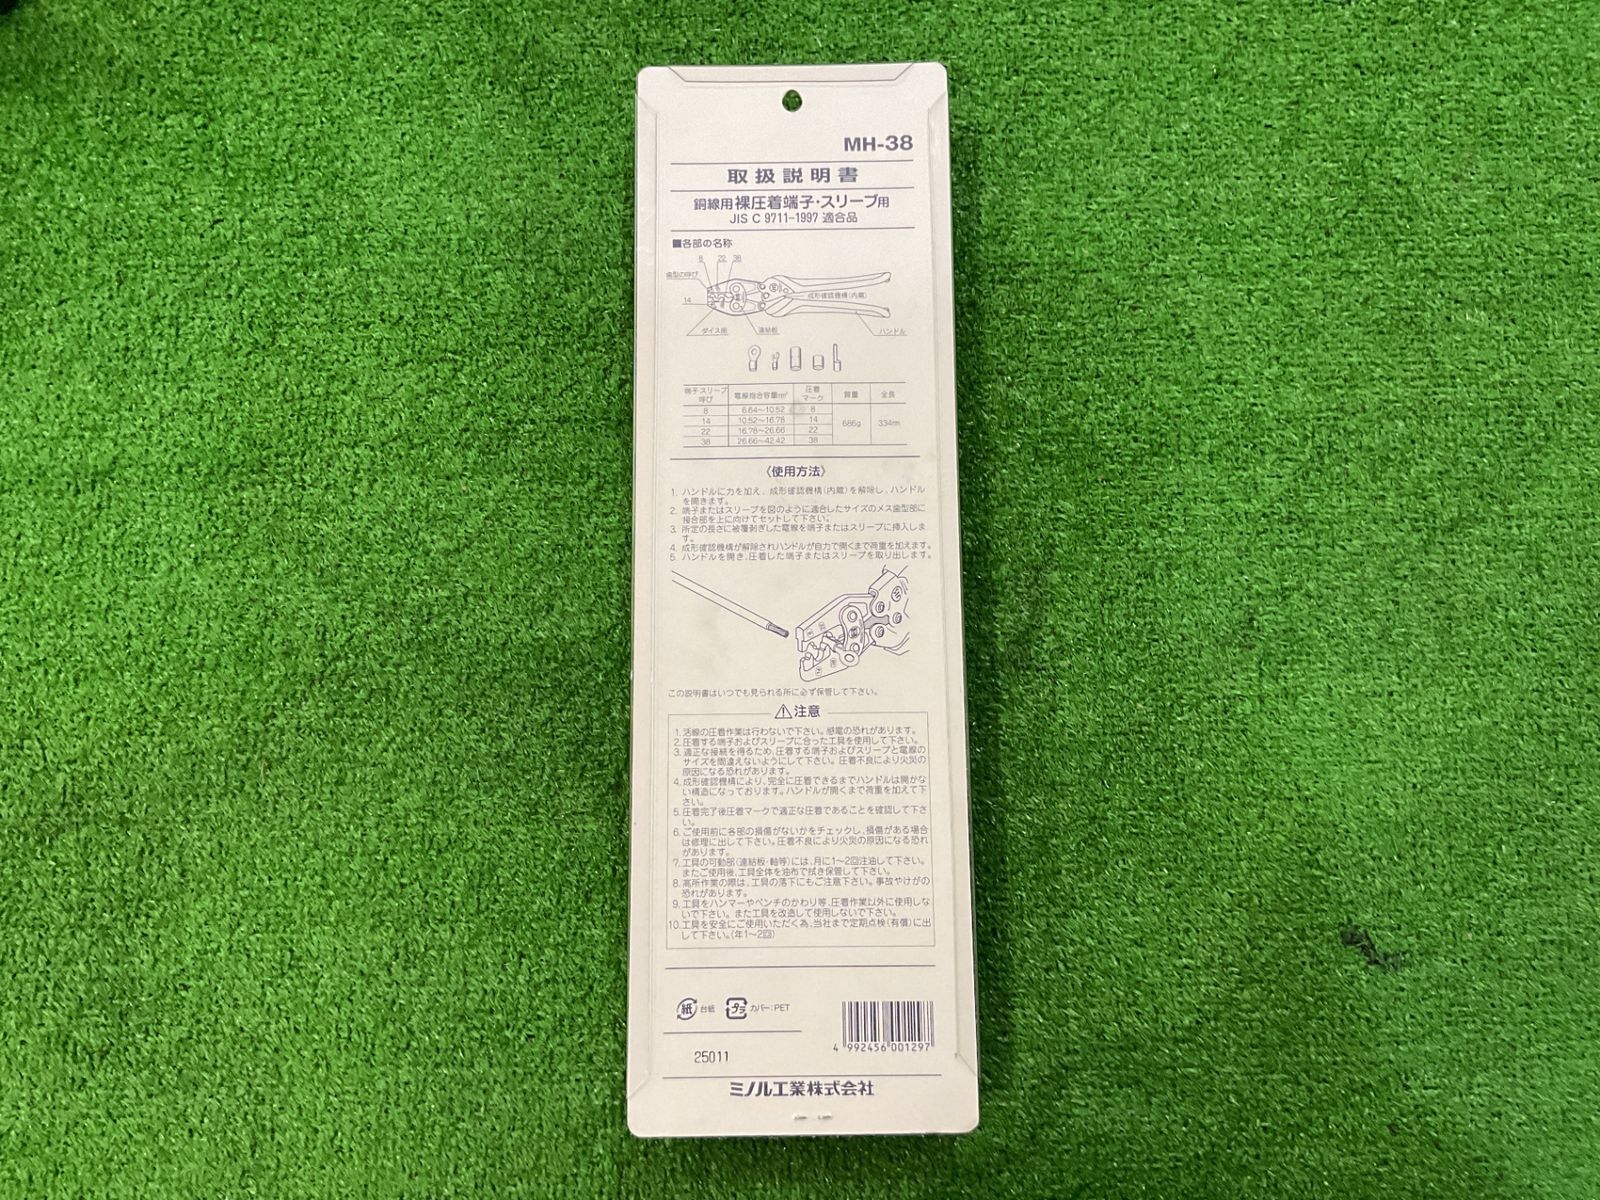 MH-38
取扱説明書
銅線用裸圧着端子・スリーブ用
JIS C 9711-1997 適合品
■各部の名称
8 22 38
歯型の呼び
成形確認機構(内蔵)
14
ダイス部 連結板 ハンドル
端子・スリーブ呼び 電線抱合容量mm² 圧着マーク 質量 全長
8 6.64〜10.52 8
14 10.52〜16.78 14
686g 334mm
22 16.78〜26.66 22
38 26.66〜42.42 38
〈使用方法〉
1. ハンドルに力を加え、成形確認機構(内蔵)を解除し、ハンドル
を開きます。
2. 端子またはスリーブを図のように適合したサイズのメス歯型部に
接合部を上に向けてセットして下さい。
3. 所定の長さに被覆剥ぎした電線を端子またはスリーブに挿入しま
す。
4. 成形確認機構が解除されハンドルが自力で開くまで荷重を加えます。
5. ハンドルを開き、圧着した端子またはスリーブを取り出します。
この説明書はいつでも見られる所に必ず保管して下さい。
⚠注意
1. 活線の圧着作業は行わないで下さい。感電の恐れがあります。
2. 圧着する端子およびスリーブに合った工具を使用して下さい。
3. 適正な接続を得るため、圧着する端子およびスリーブと電線の
サイズを間違えないようにして下さい。圧着不良により火災の
原因になる恐れがあります。
4. 成形確認機構により、完全に圧着できるまでハンドルは開かな
い構造になっております。ハンドルが開くまで荷重を加えて下
さい。
5. 圧着完了後圧着マークで適正な圧着であることを確認して下さ
い。
6. ご使用前に各部の損傷がないかをチェックし、損傷がある場合
は修理に出して下さい。圧着不良により火災の原因になる恐れ
があります。
7. 工具の可動部(連結板・軸等)には、月に1〜2回注油して下さい。
またご使用後、工具全体を油布で拭き保管して下さい。
8. 高所作業の際は、工具の落下にもご注意下さい。事故やけがの
恐れがあります。
9. 工具をハンマーやペンチのかわり等、圧着作業以外に使用しな
いで下さい。また工具を改造して使用しないで下さい。
10. 工具を安全にご使用いただく為、当社まで定期点検(有償)に出
して下さい。(年1〜2回)
紙 台紙 プラ カバー:PET
4 992456 001297
25011
ミノル工業株式会社